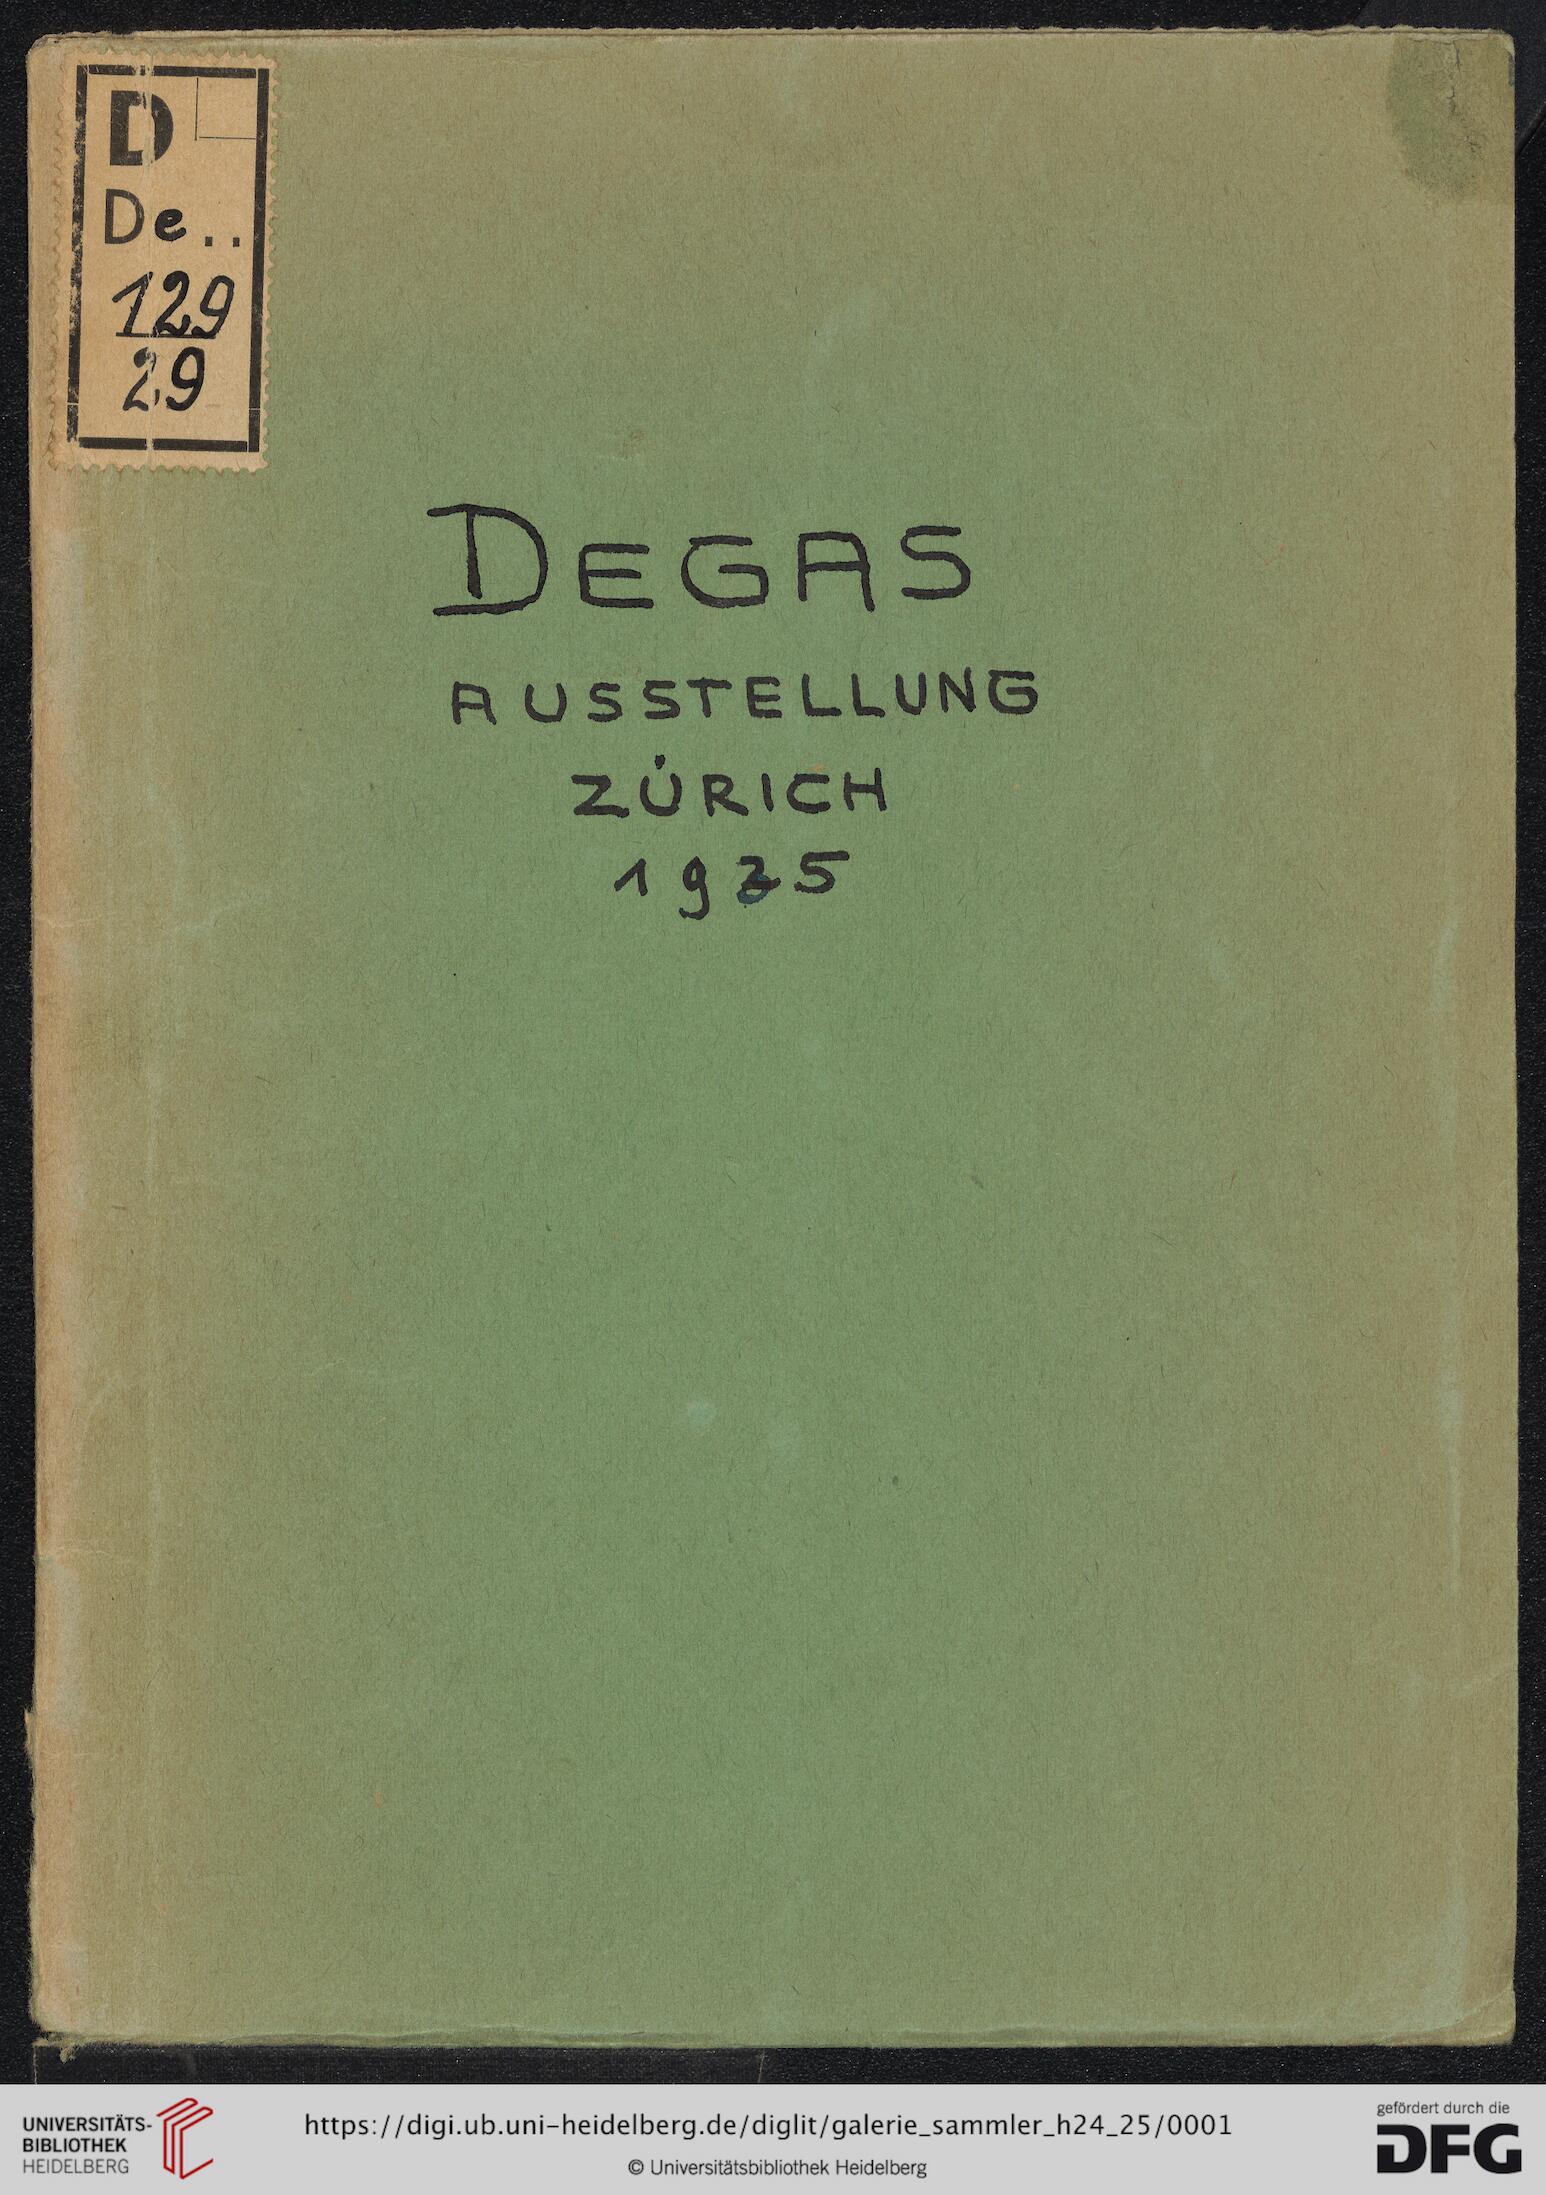 D
De..
129
29
DEGAS
AUSSTELLUNG
ZÜRICH
1935
UNIVERSITÄTS-
BIBLIOTHEK
HEIDELBERG
https://digi.ub.uni-heidelberg.de/diglit/galerie_sammler_h24_25/0001
© Universitätsbibliothek Heidelberg
gefördert durch die
DFG